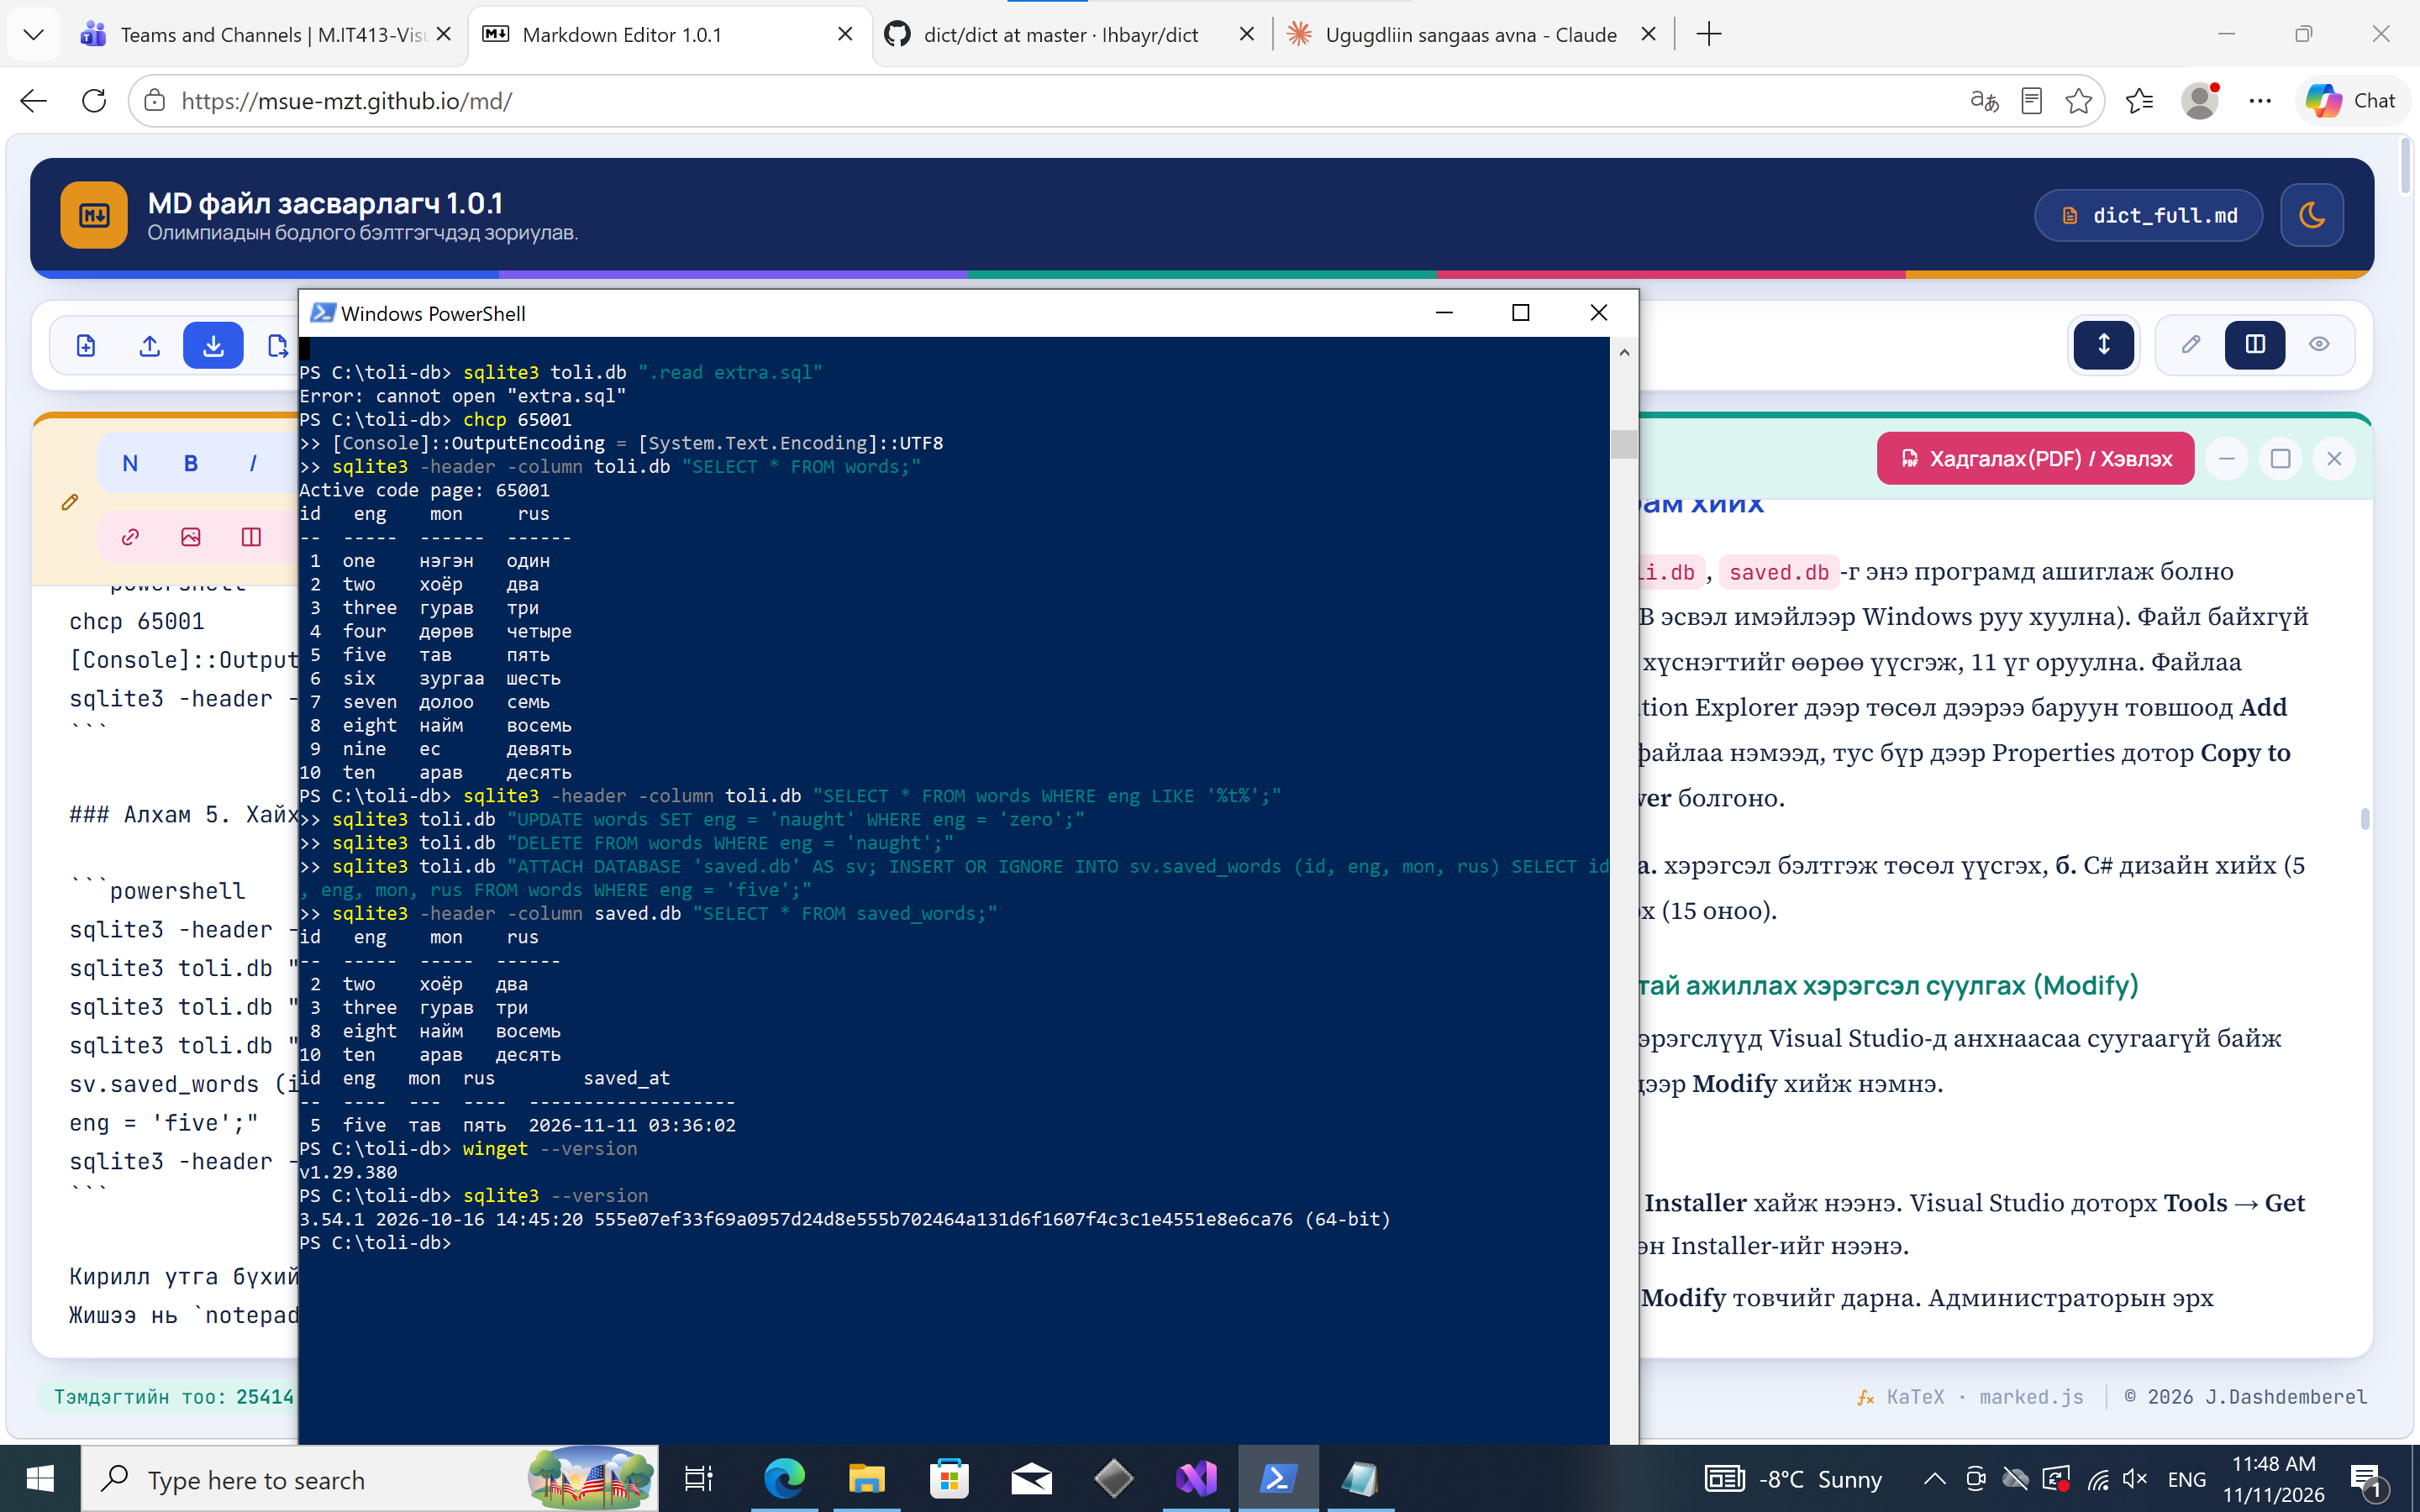 Teams and Channels | M.IT413-Visu
Markdown Editor 1.0.1
dict/dict at master · lhbayr/dict
Ugugdliin sangaas avna - Claude
https://msue-mzt.github.io/md/
Chat
MD файл засварлагч 1.0.1
Олимпиадын бодлого бэлтгэгчдэд зориулав.
dict_full.md
Windows PowerShell
PS C:\toli-db> sqlite3 toli.db ".read extra.sql"
Error: cannot open "extra.sql"
PS C:\toli-db> chcp 65001
>> [Console]::OutputEncoding = [System.Text.Encoding]::UTF8
>> sqlite3 -header -column toli.db "SELECT * FROM words;"
Active code page: 65001
id eng mon rus
-- ----- ------ ------
1 one нэгэн один
2 two хоёр два
3 three гурав три
4 four дөрөв четыре
5 five тав пять
6 six зургаа шесть
7 seven долоо семь
8 eight найм восемь
9 nine ес девять
10 ten арав десять
PS C:\toli-db> sqlite3 -header -column toli.db "SELECT * FROM words WHERE eng LIKE '%t%';"
>> sqlite3 toli.db "UPDATE words SET eng = 'naught' WHERE eng = 'zero';"
>> sqlite3 toli.db "DELETE FROM words WHERE eng = 'naught';"
>> sqlite3 toli.db "ATTACH DATABASE 'saved.db' AS sv; INSERT OR IGNORE INTO sv.saved_words (id, eng, mon, rus) SELECT id
, eng, mon, rus FROM words WHERE eng = 'five';"
>> sqlite3 -header -column saved.db "SELECT * FROM saved_words;"
id eng mon rus
-- ----- ----- ------
2 two хоёр два
3 three гурав три
8 eight найм восемь
10 ten арав десять
id eng mon rus saved_at
-- ---- --- ---- -------------------
5 five тав пять 2026-11-11 03:36:02
PS C:\toli-db> winget --version
v1.29.380
PS C:\toli-db> sqlite3 --version
3.54.1 2026-10-16 14:45:20 555e07ef33f69a0957d24d8e555b702464a131d6f1607f4c3c1e4551e8e6ca76 (64-bit)
PS C:\toli-db>
N B I
chcp 65001
[Console]::Output
sqlite3 -header -
```
### Алхам 5. Хайх
```powershell
sqlite3 -header -
sqlite3 toli.db "
sqlite3 toli.db "
sqlite3 toli.db "
sv.saved_words (i
eng = 'five';"
sqlite3 -header -
```
Кирилл утга бүхий
Жишээ нь `notepad
Тэмдэгтийн тоо: 25414
PDF Хадгалах(PDF) / Хэвлэх
рам хийх
li.db, saved.db-г энэ програмд ашиглаж болно
В эсвэл имэйлээр Windows руу хуулна). Файл байхгүй
хүснэгтийг өөрөө үүсгэж, 11 үг оруулна. Файлаа
tion Explorer дээр төсөл дээрээ баруун товшоод Add
файлаа нэмээд, тус бүр дээр Properties дотор Copy to
ver болгоно.
а. хэрэгсэл бэлтгэж төсөл үүсгэх, б. C# дизайн хийх (5
х (15 оноо).
тай ажиллах хэрэгсэл суулгах (Modify)
эрэгслүүд Visual Studio-д анхнаасаа суугаагүй байж
дээр Modify хийж нэмнэ.
Installer хайж нээнэ. Visual Studio доторх Tools → Get
эн Installer-ийг нээнэ.
Modify товчийг дарна. Администраторын эрх
fx KaTeX · marked.js
© 2026 J.Dashdemberel
Type here to search
-8°C Sunny
ENG
11:48 AM
11/11/2026
1